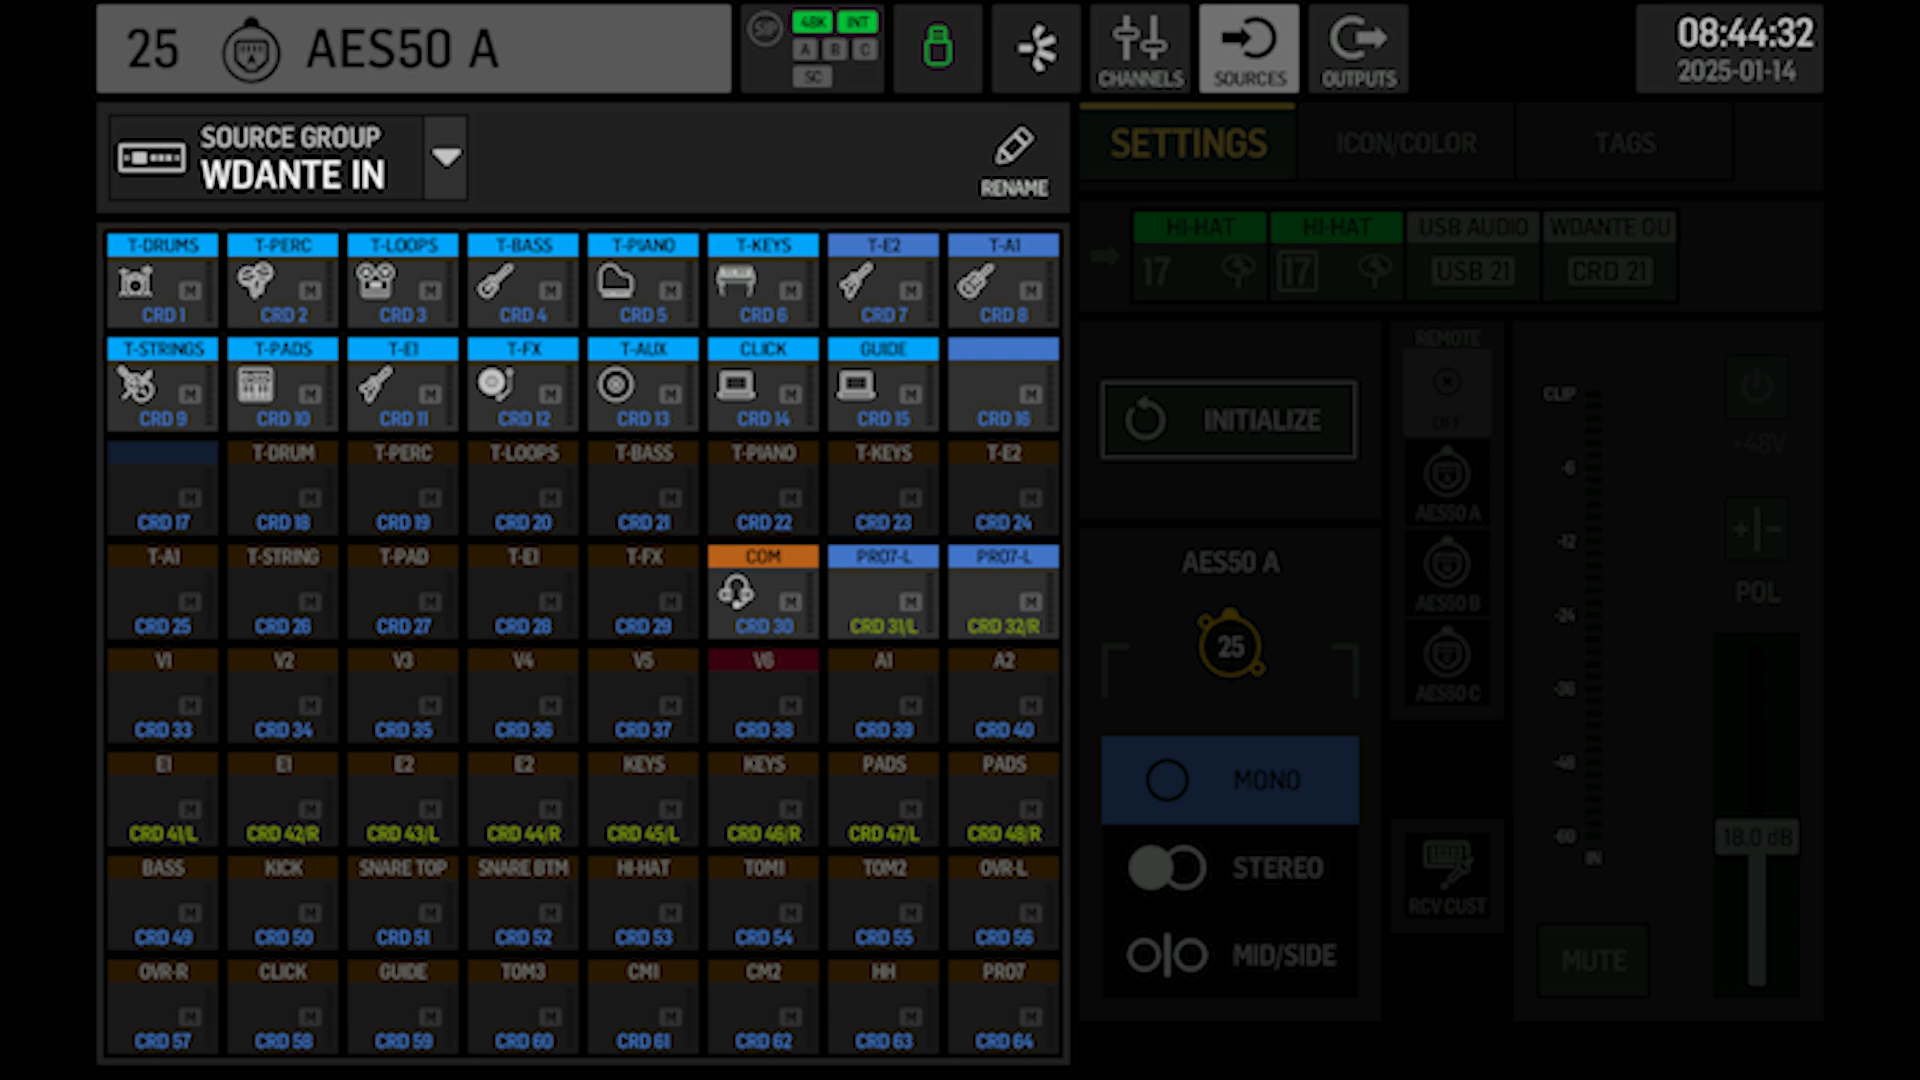 25 AES50 A
SIP 48K INT
A B C
SC
CHANNELS SOURCES OUTPUTS
08:44:32
2025-01-14
SOURCE GROUP
WDANTE IN
RENAME
T-DRUMS T-PERC T-LOOPS T-BASS T-PIANO T-KEYS T-E2 T-A1
M M M M M M M M
CRD 1 CRD 2 CRD 3 CRD 4 CRD 5 CRD 6 CRD 7 CRD 8
T-STRINGS T-PADS T-E1 T-FX T-AUX CLICK GUIDE
M M M M M M M M
CRD 9 CRD 10 CRD 11 CRD 12 CRD 13 CRD 14 CRD 15 CRD 16
T-DRUM T-PERC T-LOOPS T-BASS T-PIANO T-KEYS T-E2
M M M M M M M M
CRD 17 CRD 18 CRD 19 CRD 20 CRD 21 CRD 22 CRD 23 CRD 24
T-A1 T-STRING T-PAD T-E1 T-FX COM PRO7-L PRO7-L
M M M M M M M M
CRD 25 CRD 26 CRD 27 CRD 28 CRD 29 CRD 30 CRD 31/L CRD 32/R
V1 V2 V3 V4 V5 V6 A1 A2
M M M M M M M M
CRD 33 CRD 34 CRD 35 CRD 36 CRD 37 CRD 38 CRD 39 CRD 40
E1 E1 E2 E2 KEYS KEYS PADS PADS
M M M M M M M M
CRD 41/L CRD 42/R CRD 43/L CRD 44/R CRD 45/L CRD 46/R CRD 47/L CRD 48/R
BASS KICK SNARE TOP SNARE BTM HI-HAT TOM1 TOM2 OVR-L
M M M M M M M M
CRD 49 CRD 50 CRD 51 CRD 52 CRD 53 CRD 54 CRD 55 CRD 56
OVR-R CLICK GUIDE TOM3 CM1 CM2 HH PRO7
M M M M M M M M
CRD 57 CRD 58 CRD 59 CRD 60 CRD 61 CRD 62 CRD 63 CRD 64
SETTINGS ICON/COLOR TAGS
HI-HAT HI-HAT USB AUDIO WDANTE OU
17 17 USB 21 CRD 21
INITIALIZE
AES50 A
25
MONO
STEREO
MID/SIDE
REMOTE
OFF
AES50 A
AES50 B
AES50 C
RCV CUST
CLIP
-6
-12
-24
-36
-48
-60
IN
MUTE
+48V
POL
18.0 dB